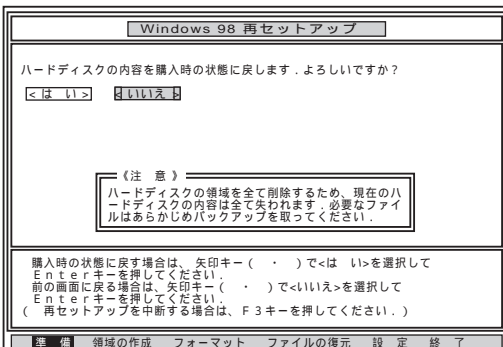 Windows 98 再セットアップ
ハードディスクの内容を購入時の状態に戻します．よろしいですか？
<は い> <いいえ>
《注 意》
ハードディスクの領域を全て削除するため、現在のハ
ードディスクの内容は全て失われます．必要なファイ
ルはあらかじめバックアップを取ってください．
購入時の状態に戻す場合は、矢印キー（ ・ ）で<は い>を選択して
Ｅｎｔｅｒキーを押してください．
前の画面に戻る場合は、矢印キー（ ・ ）で<いいえ>を選択して
Ｅｎｔｅｒキーを押してください．
（ 再セットアップを中断する場合は、Ｆ３キーを押してください．）
準 備 領域の作成 フォーマット ファイルの復元 設 定 終 了